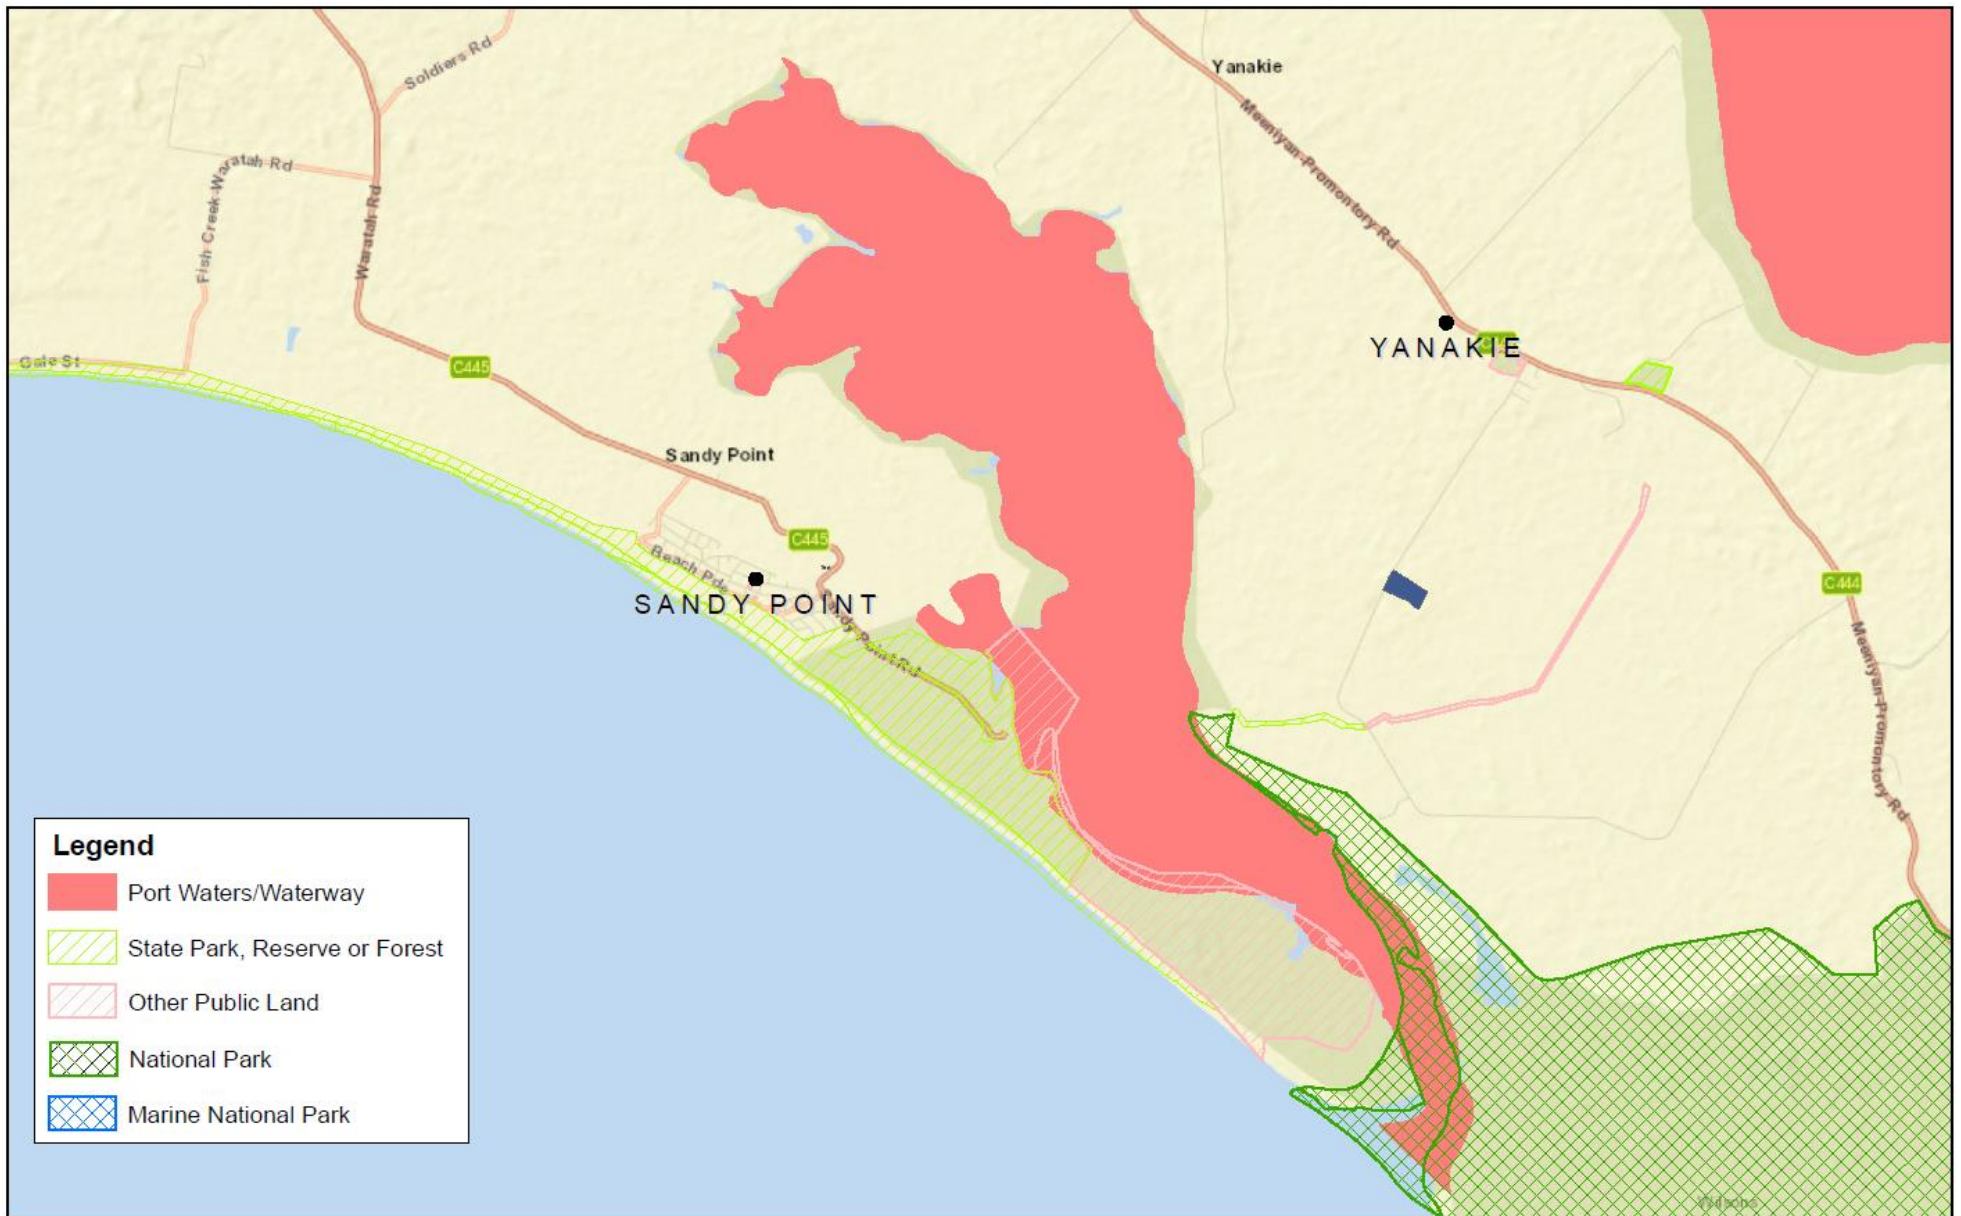 Soldiers Rd
Yanakie
Meeniyan-Promontory Rd
Fish Creek-Waratah Rd
Waratah Rd
YANAKIE
Gale St
C445
Sandy Point
C445
Beach Pde
SANDY POINT
Sandy Point Rd
C444
Meeniyan-Promontory Rd
Legend
Port Waters/Waterway
State Park, Reserve or Forest
Other Public Land
National Park
Marine National Park
Wilsons